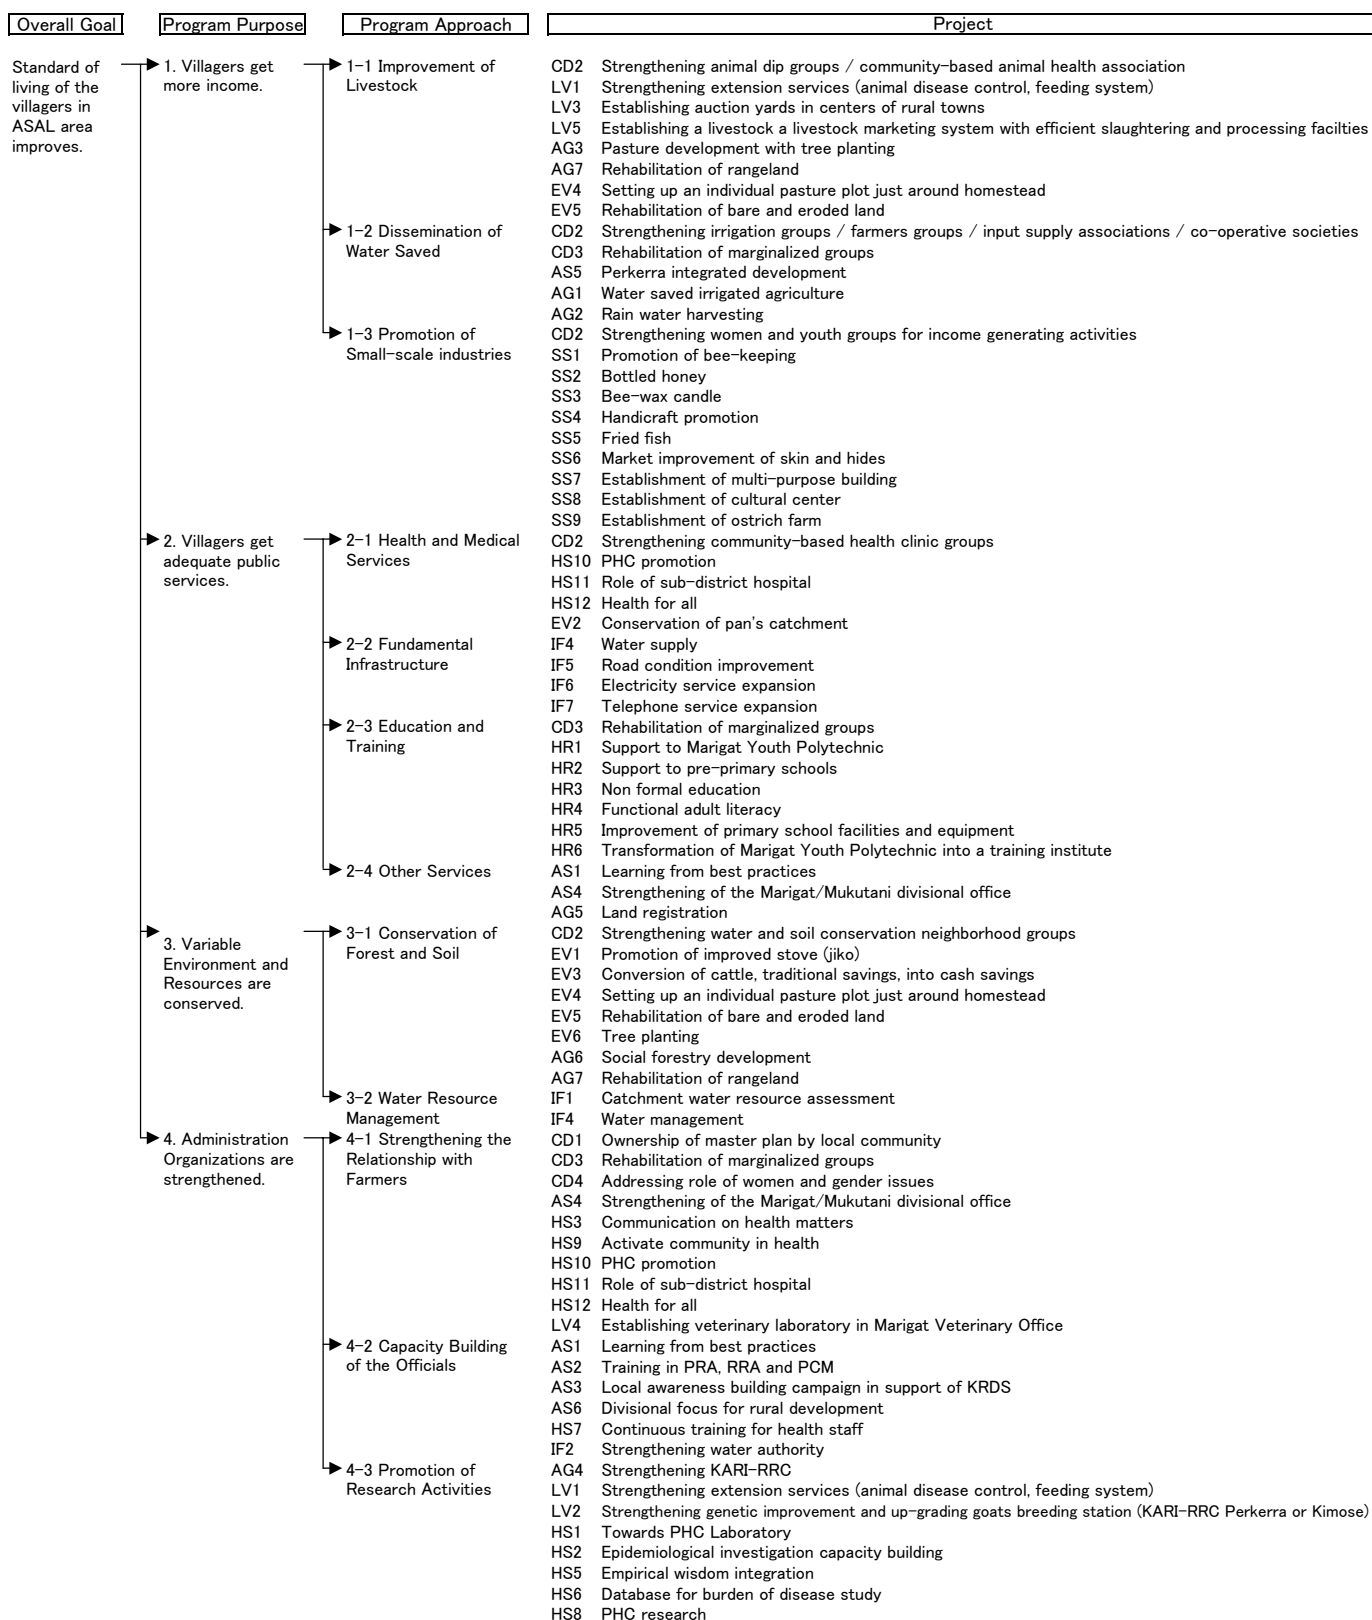 Overall Goal Program Purpose Program Approach Project
Standard of living of the villagers in ASAL area improves.
1. Villagers get more income.
1-1 Improvement of Livestock
CD2 Strengthening animal dip groups / community-based animal health association
LV1 Strengthening extension services (animal disease control, feeding system)
LV3 Establishing auction yards in centers of rural towns
LV5 Establishing a livestock a livestock marketing system with efficient slaughtering and processing facilties
AG3 Pasture development with tree planting
AG7 Rehabilitation of rangeland
EV4 Setting up an individual pasture plot just around homestead
EV5 Rehabilitation of bare and eroded land
1-2 Dissemination of Water Saved
CD2 Strengthening irrigation groups / farmers groups / input supply associations / co-operative societies
CD3 Rehabilitation of marginalized groups
AS5 Perkerra integrated development
AG1 Water saved irrigated agriculture
AG2 Rain water harvesting
1-3 Promotion of Small-scale industries
CD2 Strengthening women and youth groups for income generating activities
SS1 Promotion of bee-keeping
SS2 Bottled honey
SS3 Bee-wax candle
SS4 Handicraft promotion
SS5 Fried fish
SS6 Market improvement of skin and hides
SS7 Establishment of multi-purpose building
SS8 Establishment of cultural center
SS9 Establishment of ostrich farm
2. Villagers get adequate public services.
2-1 Health and Medical Services
CD2 Strengthening community-based health clinic groups
HS10 PHC promotion
HS11 Role of sub-district hospital
HS12 Health for all
EV2 Conservation of pan's catchment
2-2 Fundamental Infrastructure
IF4 Water supply
IF5 Road condition improvement
IF6 Electricity service expansion
IF7 Telephone service expansion
2-3 Education and Training
CD3 Rehabilitation of marginalized groups
HR1 Support to Marigat Youth Polytechnic
HR2 Support to pre-primary schools
HR3 Non formal education
HR4 Functional adult literacy
HR5 Improvement of primary school facilities and equipment
HR6 Transformation of Marigat Youth Polytechnic into a training institute
2-4 Other Services
AS1 Learning from best practices
AS4 Strengthening of the Marigat/Mukutani divisional office
AG5 Land registration
3. Variable Environment and Resources are conserved.
3-1 Conservation of Forest and Soil
CD2 Strengthening water and soil conservation neighborhood groups
EV1 Promotion of improved stove (jiko)
EV3 Conversion of cattle, traditional savings, into cash savings
EV4 Setting up an individual pasture plot just around homestead
EV5 Rehabilitation of bare and eroded land
EV6 Tree planting
AG6 Social forestry development
AG7 Rehabilitation of rangeland
3-2 Water Resource Management
IF1 Catchment water resource assessment
IF4 Water management
4. Administration Organizations are strengthened.
4-1 Strengthening the Relationship with Farmers
CD1 Ownership of master plan by local community
CD3 Rehabilitation of marginalized groups
CD4 Addressing role of women and gender issues
AS4 Strengthening of the Marigat/Mukutani divisional office
HS3 Communication on health matters
HS9 Activate community in health
HS10 PHC promotion
HS11 Role of sub-district hospital
HS12 Health for all
LV4 Establishing veterinary laboratory in Marigat Veterinary Office
4-2 Capacity Building of the Officials
AS1 Learning from best practices
AS2 Training in PRA, RRA and PCM
AS3 Local awareness building campaign in support of KRDS
AS6 Divisional focus for rural development
HS7 Continuous training for health staff
IF2 Strengthening water authority
4-3 Promotion of Research Activities
AG4 Strengthening KARI-RRC
LV1 Strengthening extension services (animal disease control, feeding system)
LV2 Strengthening genetic improvement and up-grading goats breeding station (KARI-RRC Perkerra or Kimose)
HS1 Towards PHC Laboratory
HS2 Epidemiological investigation capacity building
HS5 Empirical wisdom integration
HS6 Database for burden of disease study
HS8 PHC research